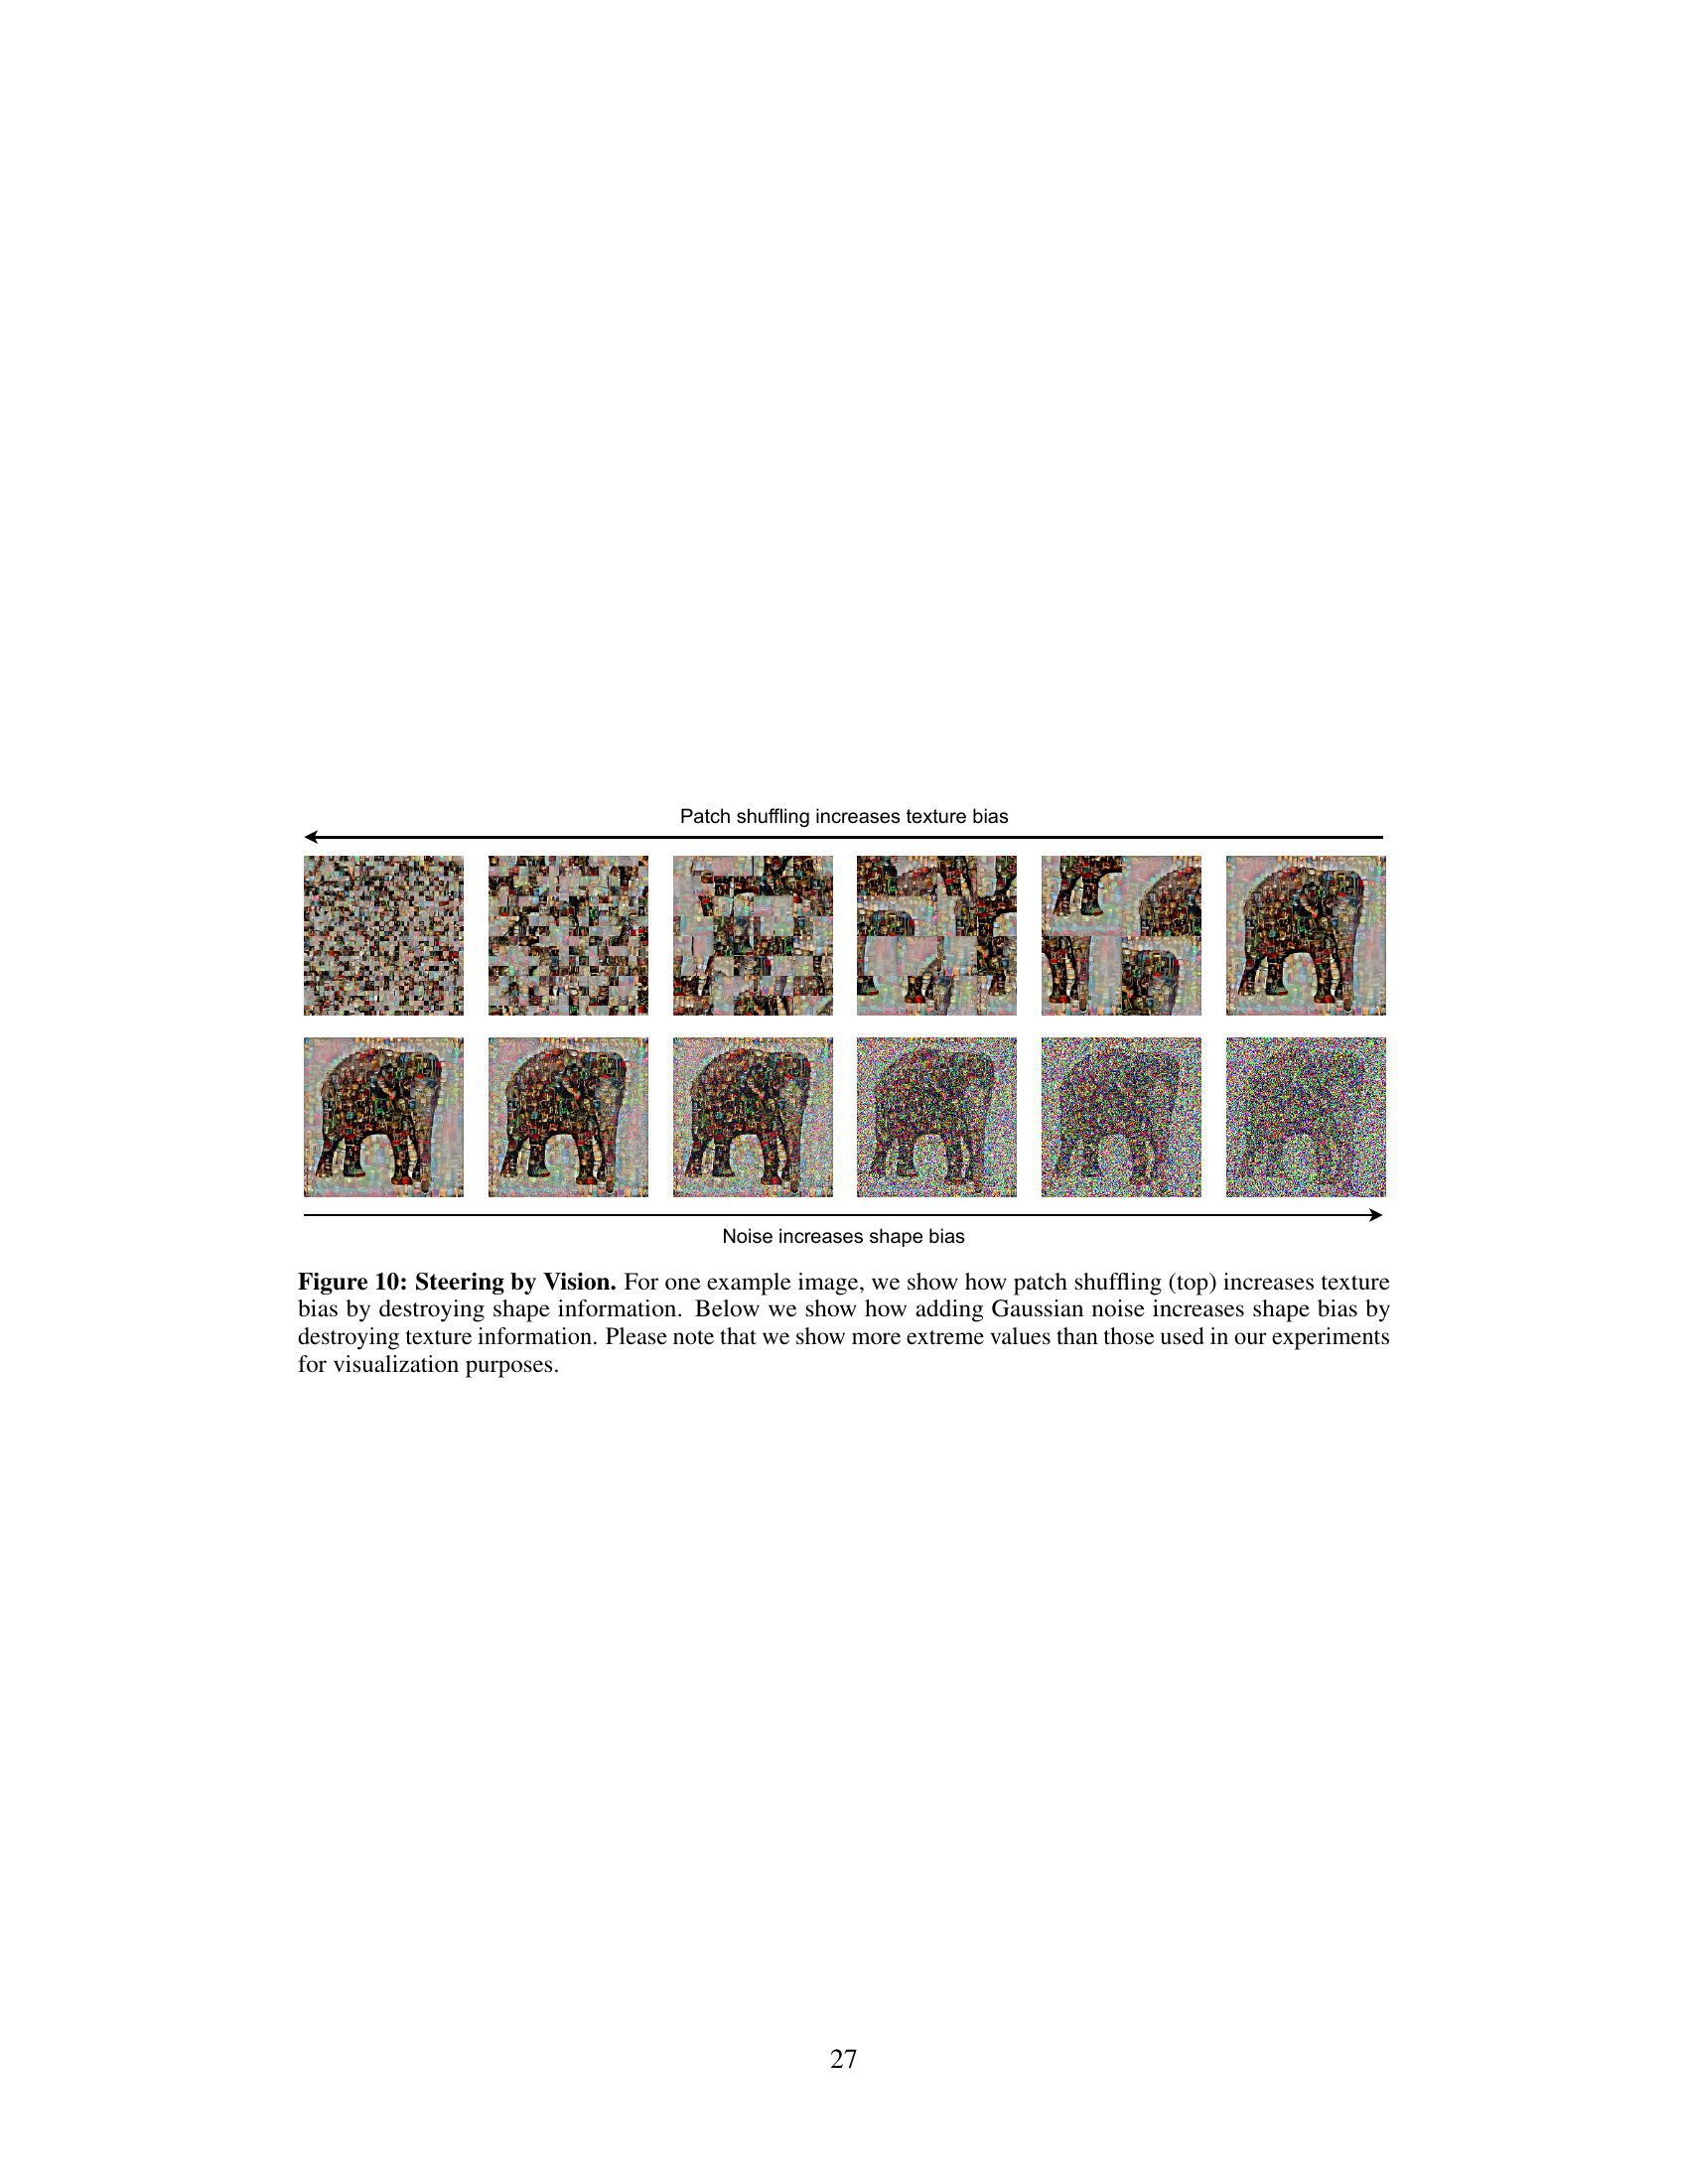 Patch shuffling increases texture bias
Noise increases shape bias
Figure 10: Steering by Vision. For one example image, we show how patch shuffling (top) increases texture
bias by destroying shape information. Below we show how adding Gaussian noise increases shape bias by
destroying texture information. Please note that we show more extreme values than those used in our experiments
for visualization purposes.
27